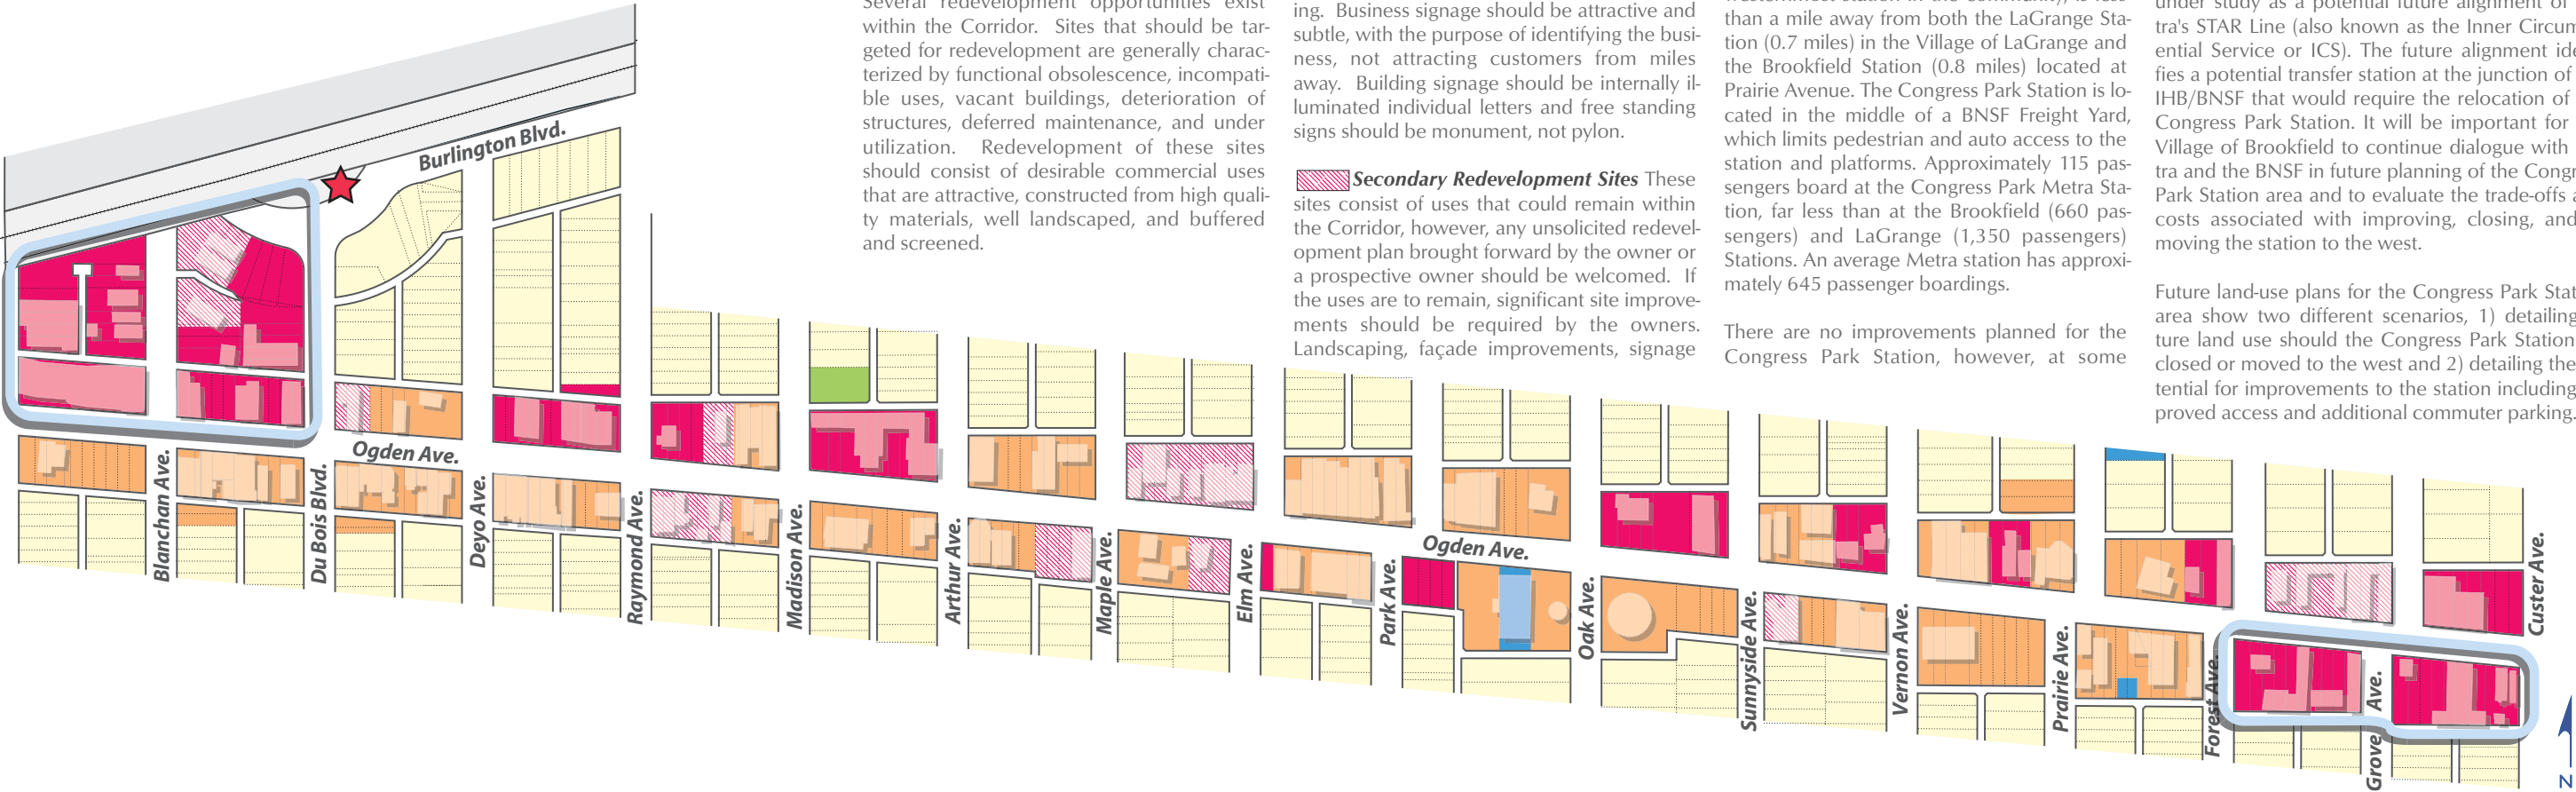 Several redevelopment opportunities exist
within the Corridor. Sites that should be tar-
geted for redevelopment are generally charac-
terized by functional obsolescence, incompati-
ble uses, vacant buildings, deterioration of
structures, deferred maintenance, and under
utilization. Redevelopment of these sites
should consist of desirable commercial uses
that are attractive, constructed from high quali-
ty materials, well landscaped, and buffered
and screened.
ing. Business signage should be attractive and
subtle, with the purpose of identifying the busi-
ness, not attracting customers from miles
away. Building signage should be internally il-
luminated individual letters and free standing
signs should be monument, not pylon.
Secondary Redevelopment Sites These
sites consist of uses that could remain within
the Corridor, however, any unsolicited redevel-
opment plan brought forward by the owner or
a prospective owner should be welcomed. If
the uses are to remain, significant site improve-
ments should be required by the owners.
Landscaping, façade improvements, signage
westernmost station in the community, is less
than a mile away from both the LaGrange Sta-
tion (0.7 miles) in the Village of LaGrange and
the Brookfield Station (0.8 miles) located at
Prairie Avenue. The Congress Park Station is lo-
cated in the middle of a BNSF Freight Yard,
which limits pedestrian and auto access to the
station and platforms. Approximately 115 pas-
sengers board at the Congress Park Metra Sta-
tion, far less than at the Brookfield (660 pas-
sengers) and LaGrange (1,350 passengers)
Stations. An average Metra station has approxi-
mately 645 passenger boardings.
There are no improvements planned for the
Congress Park Station, however, at some
under study as a potential future alignment of
tra's STAR Line (also known as the Inner Circum
ential Service or ICS). The future alignment ide
fies a potential transfer station at the junction of
IHB/BNSF that would require the relocation of
Congress Park Station. It will be important for
Village of Brookfield to continue dialogue with
tra and the BNSF in future planning of the Congr
Park Station area and to evaluate the trade-offs a
costs associated with improving, closing, and
moving the station to the west.
Future land-use plans for the Congress Park Stat
area show two different scenarios, 1) detailing
ture land use should the Congress Park Station
closed or moved to the west and 2) detailing the
tential for improvements to the station including
proved access and additional commuter parking.
Burlington Blvd.
Ogden Ave.
Ogden Ave.
Blanchan Ave.
Du Bois Blvd.
Deyo Ave.
Raymond Ave.
Madison Ave.
Arthur Ave.
Maple Ave.
Elm Ave.
Park Ave.
Oak Ave.
Sunnyside Ave.
Vernon Ave.
Prairie Ave.
Forest Ave.
Grove Ave.
Custer Ave.
N